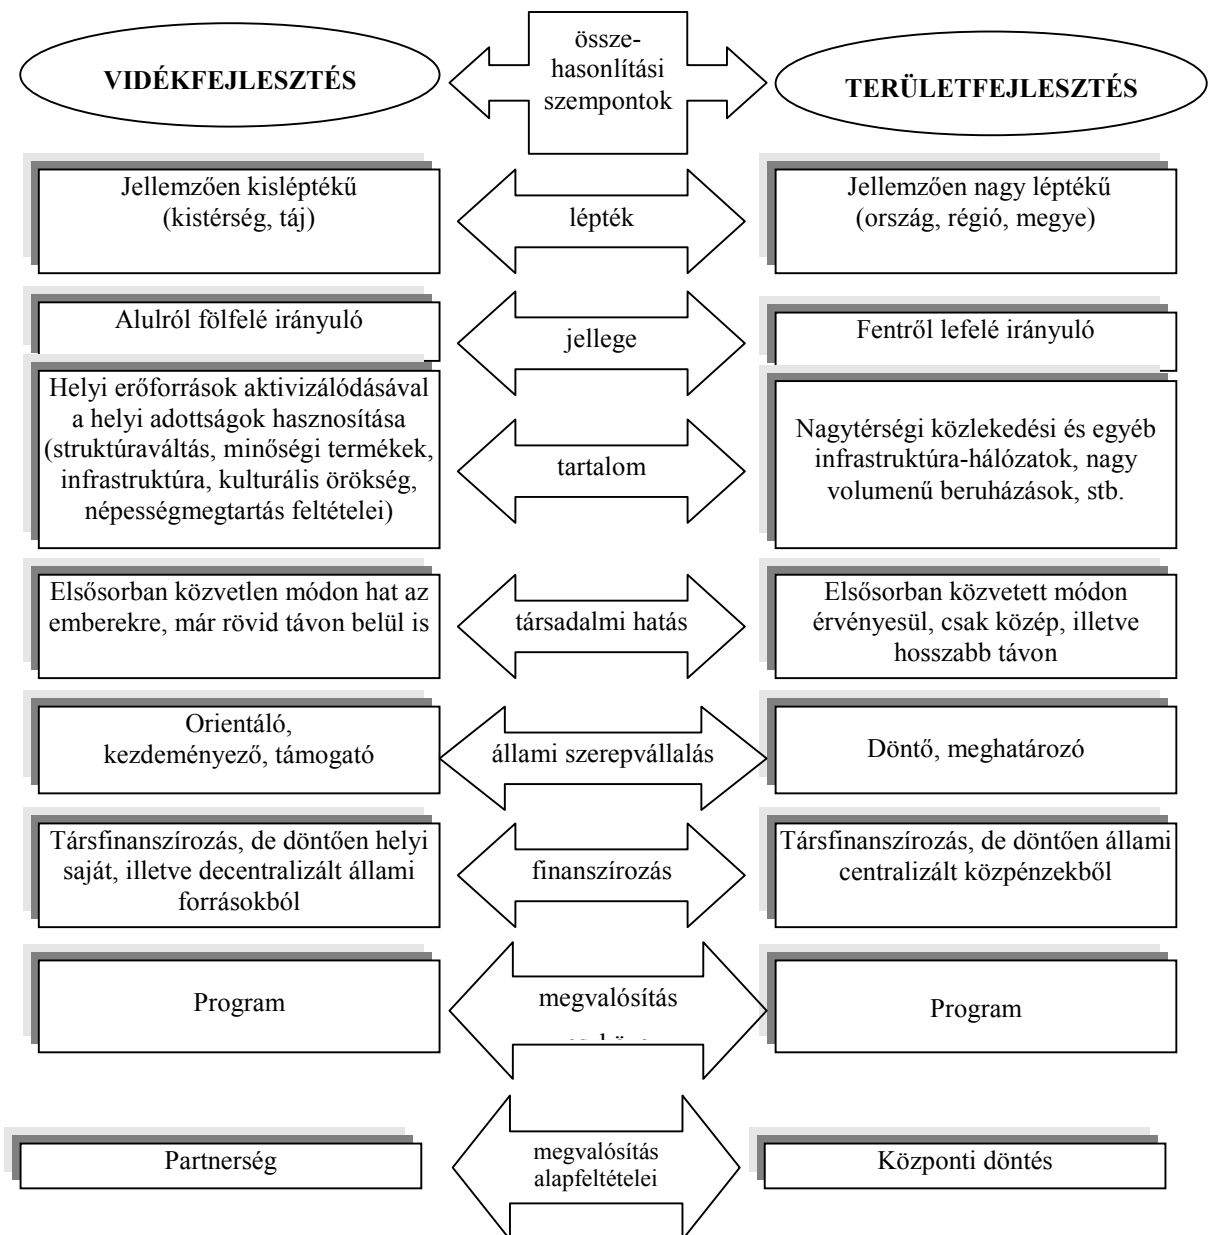 VIDÉKFEJLESZTÉS
össze-
hasonlítási
szempontok
TERÜLETFEJLESZTÉS
Jellemzően kisléptékű
(kistérség, táj)
lépték
Jellemzően nagy léptékű
(ország, régió, megye)
Alulról fölfelé irányuló
jellege
Fentről lefelé irányuló
Helyi erőforrások aktivizálódásával
a helyi adottságok hasznosítása
(struktúraváltás, minőségi termékek,
infrastruktúra, kulturális örökség,
népességmegtartás feltételei)
tartalom
Nagytérségi közlekedési és egyéb
infrastruktúra-hálózatok, nagy
volumenű beruházások, stb.
Elsősorban közvetlen módon hat az
emberekre, már rövid távon belül is
társadalmi hatás
Elsősorban közvetett módon
érvényesül, csak közép, illetve
hosszabb távon
Orientáló,
kezdeményező, támogató
állami szerepvállalás
Döntő, meghatározó
Társfinanszírozás, de döntően helyi
saját, illetve decentralizált állami
forrásokból
finanszírozás
Társfinanszírozás, de döntően állami
centralizált közpénzekből
Program
megvalósítás
Program
Partnerség
megvalósítás
alapfeltételei
Központi döntés